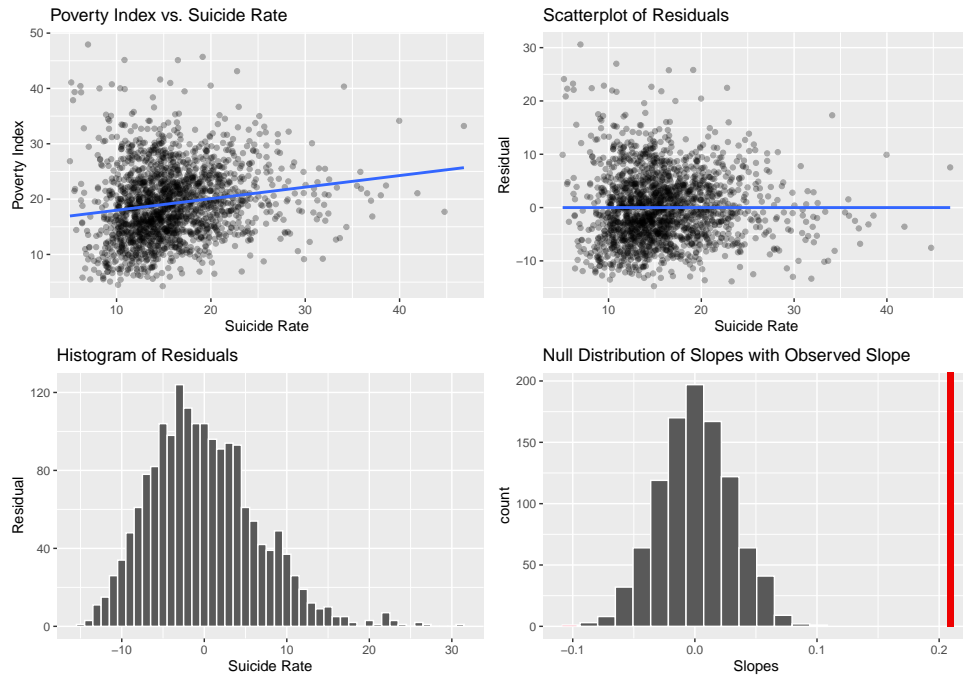 Poverty Index vs. Suicide Rate
50
40
30
20
10
Poverty Index
10 20 30 40
Suicide Rate
Scatterplot of Residuals
30
20
10
0
−10
Residual
10 20 30 40
Suicide Rate
Histogram of Residuals
120
80
40
0
Residual
−10 0 10 20 30
Suicide Rate
Null Distribution of Slopes with Observed Slope
200
150
100
50
0
count
−0.1 0.0 0.1 0.2
Slopes